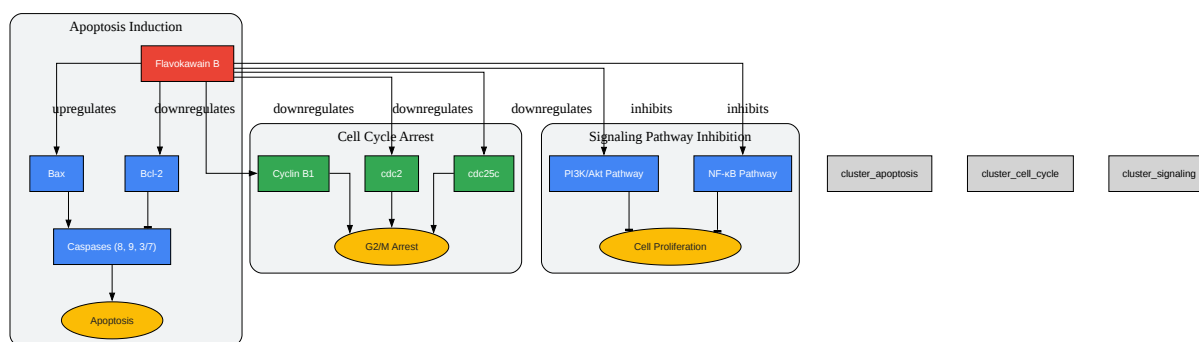 Apoptosis Induction
Flavokawain B
upregulates
downregulates
downregulates
downregulates
downregulates
inhibits
inhibits
Cell Cycle Arrest
Signaling Pathway Inhibition
Bax
Bcl-2
Cyclin B1
cdc2
cdc25c
PI3K/Akt Pathway
NF-κB Pathway
cluster_apoptosis
cluster_cell_cycle
cluster_signaling
Caspases (8, 9, 3/7)
G2/M Arrest
Cell Proliferation
Apoptosis